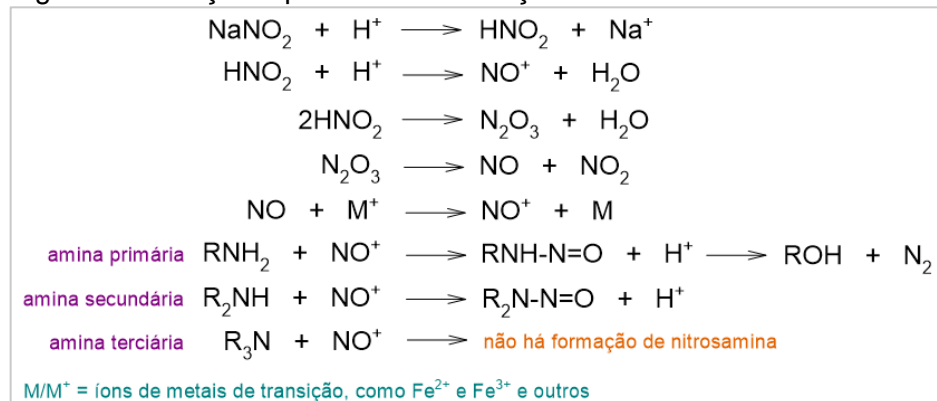 NaNO₂ + H⁺ ⟶ HNO₂ + Na⁺
HNO₂ + H⁺ ⟶ NO⁺ + H₂O
2HNO₂ ⟶ N₂O₃ + H₂O
N₂O₃ ⟶ NO + NO₂
NO + M⁺ ⟶ NO⁺ + M
amina primária RNH₂ + NO⁺ ⟶ RNH-N=O + H⁺ ⟶ ROH + N₂
amina secundária R₂NH + NO⁺ ⟶ R₂N-N=O + H⁺
amina terciária R₃N + NO⁺ ⟶ não há formação de nitrosamina
M/M⁺ = íons de metais de transição, como Fe²⁺ e Fe³⁺ e outros